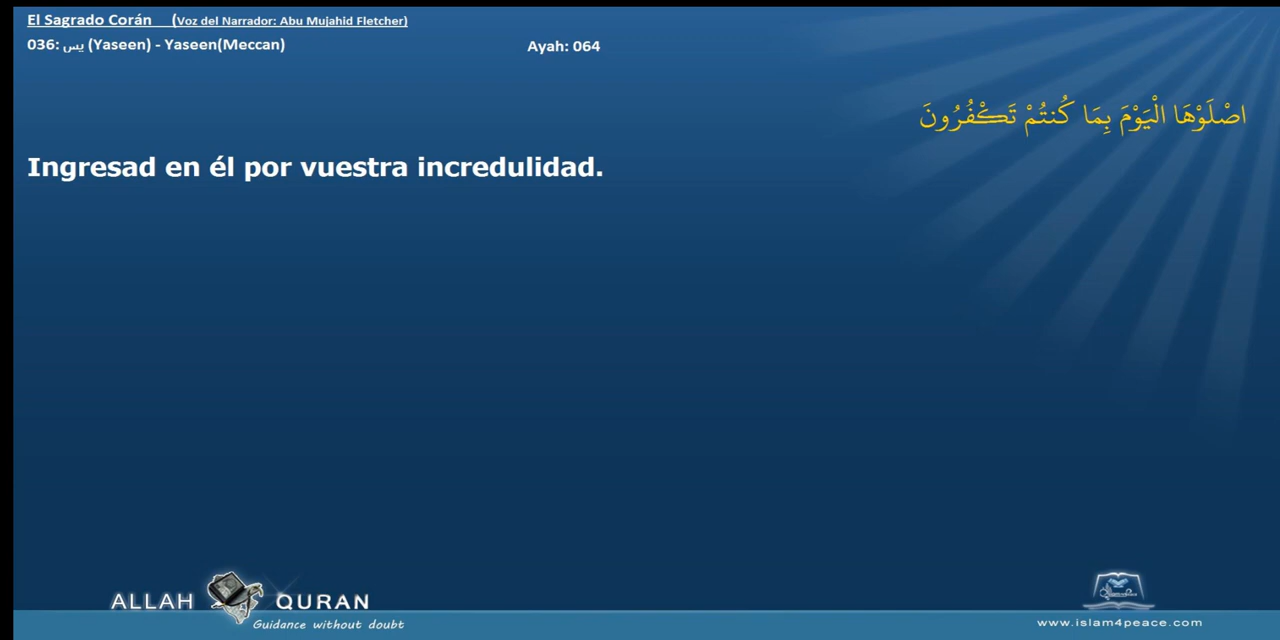 El Sagrado Corán (Voz del Narrador: Abu Mujahid Fletcher)
036: يس (Yaseen) - Yaseen(Meccan) Ayah: 064
اصْلَوْهَا الْيَوْمَ بِمَا كُنتُمْ تَكْفُرُونَ
Ingresad en él por vuestra incredulidad.
ALLAH QURAN
Guidance without doubt
www.islam4peace.com